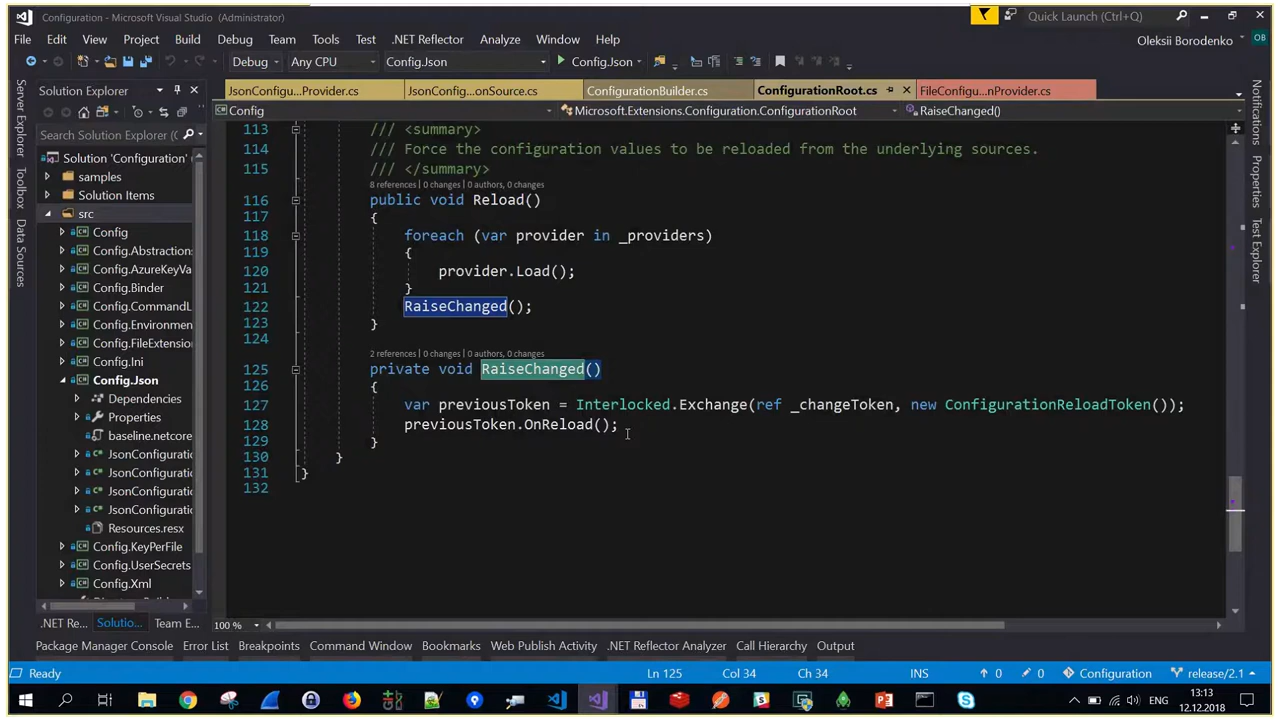 Configuration - Microsoft Visual Studio (Administrator)
Quick Launch (Ctrl+Q)
File Edit View Project Build Debug Team Tools Test .NET Reflector Analyze Window Help
Oleksii Borodenko
OB
Debug Any CPU Config.Json Config.Json
Server Explorer
Toolbox
Data Sources
Solution Explorer
JsonConfigu...Provider.cs JsonConfig...onSource.cs ConfigurationBuilder.cs ConfigurationRoot.cs FileConfigu...nProvider.cs
Config Microsoft.Extensions.Configuration.ConfigurationRoot RaiseChanged()
Search Solution Explorer
Solution 'Configuration'
samples
Solution Items
src
Config
Config.Abstractions
Config.AzureKeyVa
Config.Binder
Config.CommandL
Config.Environmen
Config.FileExtension
Config.Ini
Config.Json
Dependencies
Properties
baseline.netcore
JsonConfiguratio
JsonConfiguratio
JsonConfiguratio
JsonConfiguratio
Resources.resx
Config.KeyPerFile
Config.UserSecrets
Config.Xml
113 /// <summary>
114 /// Force the configuration values to be reloaded from the underlying sources.
115 /// </summary>
8 references | 0 changes | 0 authors, 0 changes
116 public void Reload()
117 {
118 foreach (var provider in _providers)
119 {
120 provider.Load();
121 }
122 RaiseChanged();
123 }
124
2 references | 0 changes | 0 authors, 0 changes
125 private void RaiseChanged()
126 {
127 var previousToken = Interlocked.Exchange(ref _changeToken, new ConfigurationReloadToken());
128 previousToken.OnReload();
129 }
130 }
131 }
132
Notifications
Properties
Test Explorer
.NET Re... Solutio... Team E...
100 %
Package Manager Console Error List Breakpoints Command Window Bookmarks Web Publish Activity .NET Reflector Analyzer Call Hierarchy Output
Ready Ln 125 Col 34 Ch 34 INS 0 0 Configuration release/2.1
ENG
13:13
12.12.2018